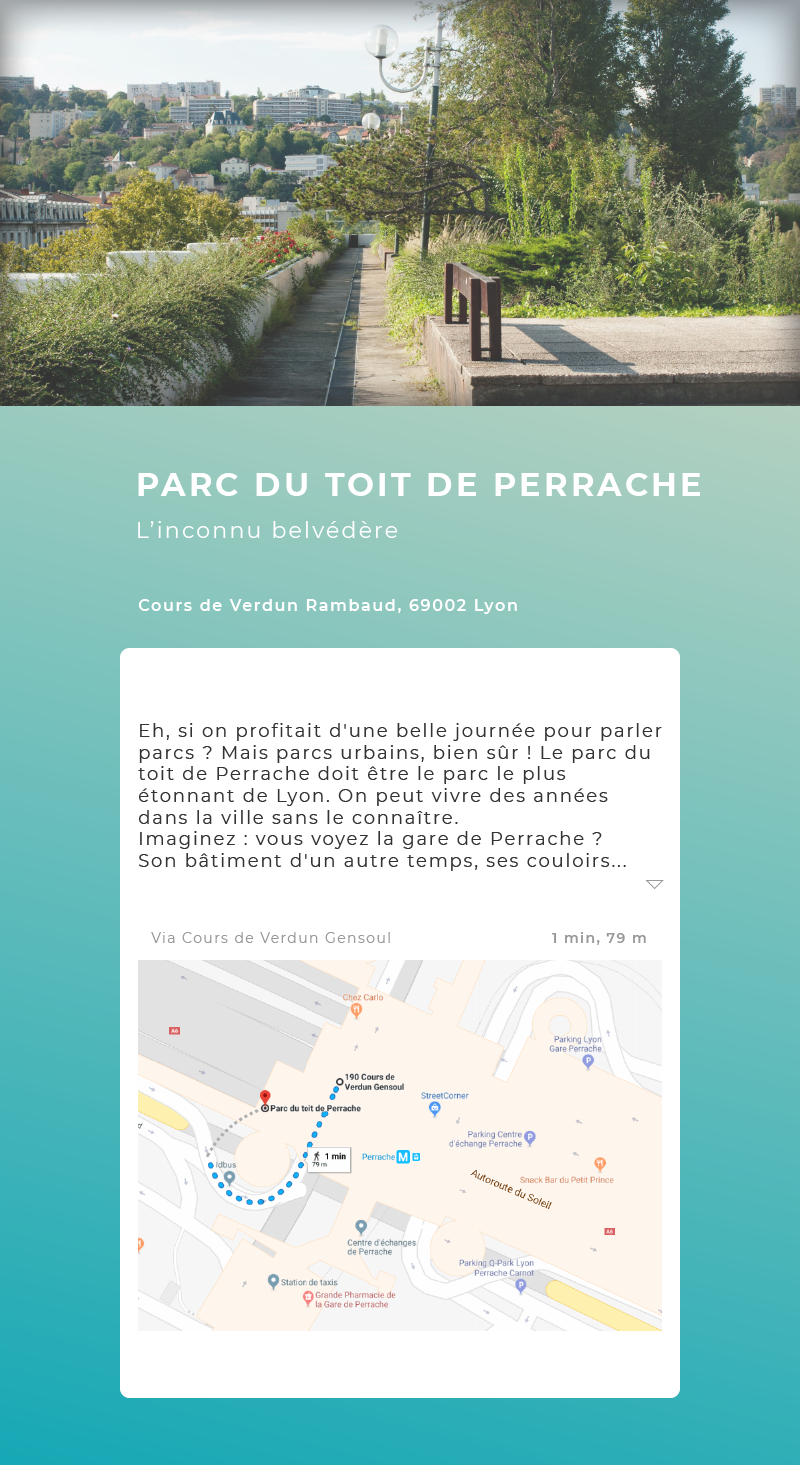 PARC DU TOIT DE PERRACHE
L’inconnu belvédère
Cours de Verdun Rambaud, 69002 Lyon
Eh, si on profitait d'une belle journée pour parler
parcs ? Mais parcs urbains, bien sûr ! Le parc du
toit de Perrache doit être le parc le plus
étonnant de Lyon. On peut vivre des années
dans la ville sans le connaître.
Imaginez : vous voyez la gare de Perrache ?
Son bâtiment d'un autre temps, ses couloirs...
Via Cours de Verdun Gensoul
1 min, 79 m
Chez Carlo
A6
Parking Lyon
Gare Perrache
190 Cours de
Verdun Gensoul
StreetCorner
Parc du toit de Perrache
Parking Centre
d'échange Perrache
1 min
79 m
Perrache M
Idbus
Snack Bar du Petit Prince
Autoroute du Soleil
A6
Centre d'échanges
de Perrache
Parking Q-Park Lyon
Perrache Carnot
Station de taxis
Grande Pharmacie de
la Gare de Perrache